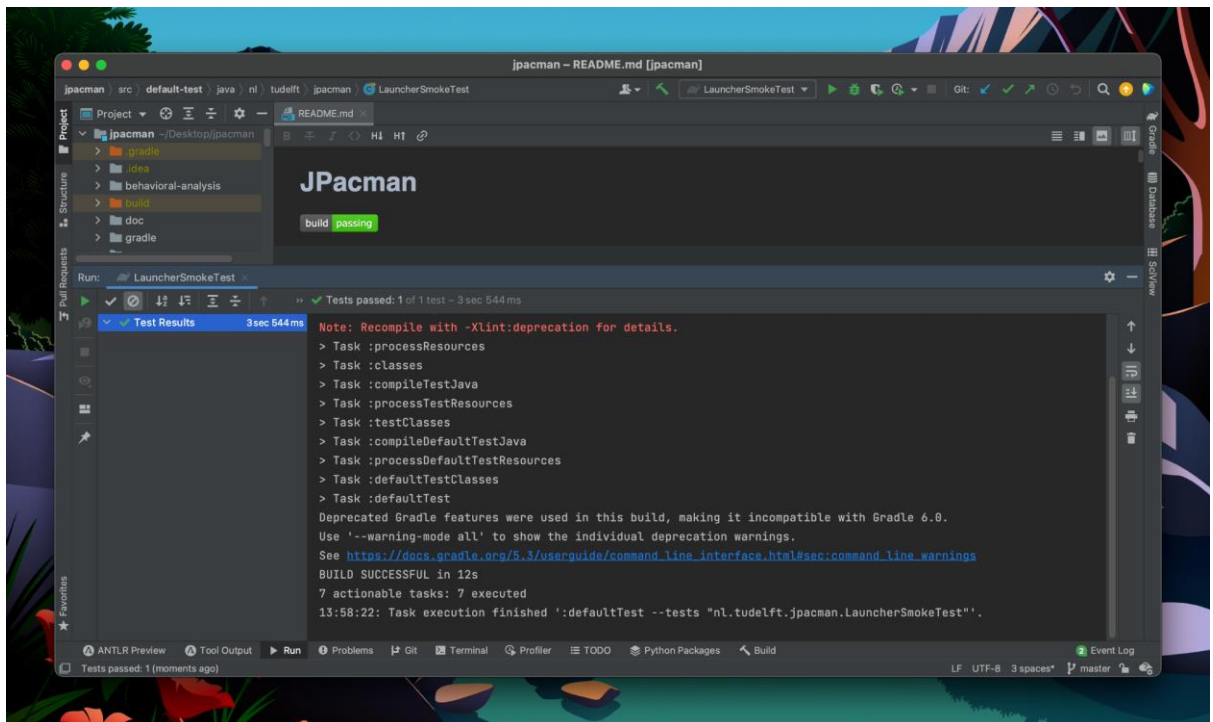 jpacman – README.md [jpacman]
jpacman src default-test java nl tudelft jpacman LauncherSmokeTest LauncherSmokeTest Git:
Project README.md
jpacman ~/Desktop/jpacman B I H↓ H↑
.gradle
.idea
behavioral-analysis
build
doc
gradle
JPacman
build passing
Project
Structure
Pull Requests
Favorites
Gradle
Database
SciView
Run: LauncherSmokeTest
Tests passed: 1 of 1 test – 3 sec 544 ms
Test Results 3 sec 544 ms
Note: Recompile with -Xlint:deprecation for details.
> Task :processResources
> Task :classes
> Task :compileTestJava
> Task :processTestResources
> Task :testClasses
> Task :compileDefaultTestJava
> Task :processDefaultTestResources
> Task :defaultTestClasses
> Task :defaultTest
Deprecated Gradle features were used in this build, making it incompatible with Gradle 6.0.
Use '--warning-mode all' to show the individual deprecation warnings.
See https://docs.gradle.org/5.3/userguide/command_line_interface.html#sec:command_line_warnings
BUILD SUCCESSFUL in 12s
7 actionable tasks: 7 executed
13:58:22: Task execution finished ':defaultTest --tests "nl.tudelft.jpacman.LauncherSmokeTest"'.
ANTLR Preview Tool Output Run Problems Git Terminal Profiler TODO Python Packages Build 2 Event Log
Tests passed: 1 (moments ago) LF UTF-8 3 spaces* master